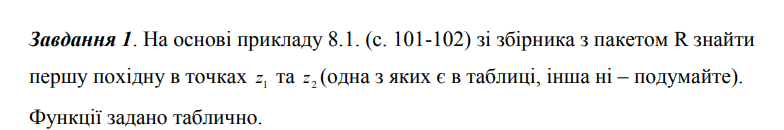 Завдання 1. На основі прикладу 8.1. (с. 101-102) зі збірника з пакетом R знайти
першу похідну в точках z₁ та z₂ (одна з яких є в таблиці, інша ні – подумайте).
Функції задано таблично.